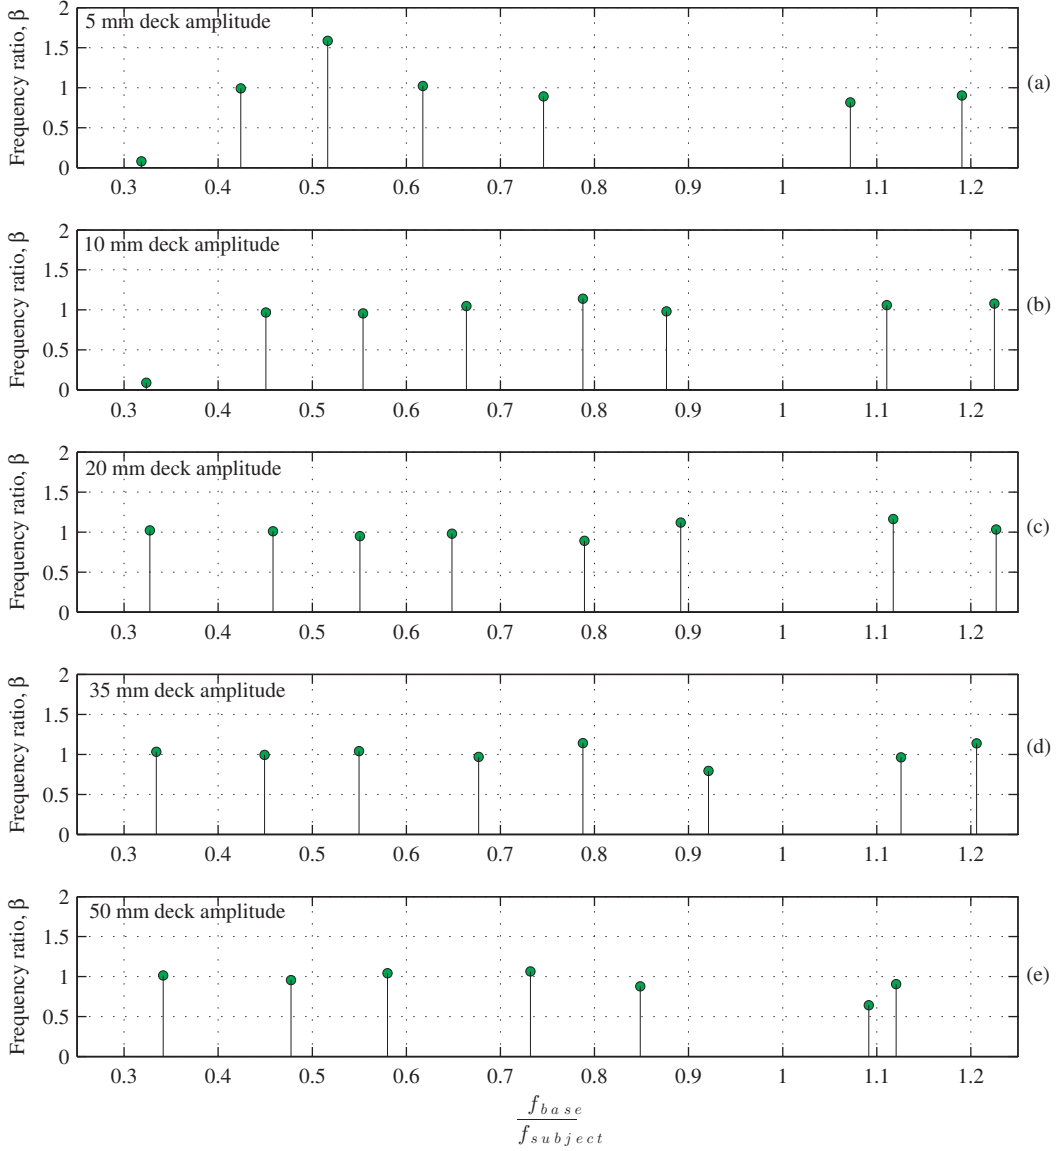 5 mm deck amplitude
Frequency ratio, β
2
1.5
1
0.5
0
0.3 0.4 0.5 0.6 0.7 0.8 0.9 1 1.1 1.2
(a)
10 mm deck amplitude
Frequency ratio, β
2
1.5
1
0.5
0
0.3 0.4 0.5 0.6 0.7 0.8 0.9 1 1.1 1.2
(b)
20 mm deck amplitude
Frequency ratio, β
2
1.5
1
0.5
0
0.3 0.4 0.5 0.6 0.7 0.8 0.9 1 1.1 1.2
(c)
35 mm deck amplitude
Frequency ratio, β
2
1.5
1
0.5
0
0.3 0.4 0.5 0.6 0.7 0.8 0.9 1 1.1 1.2
(d)
50 mm deck amplitude
Frequency ratio, β
2
1.5
1
0.5
0
0.3 0.4 0.5 0.6 0.7 0.8 0.9 1 1.1 1.2
(e)
f base
f subject